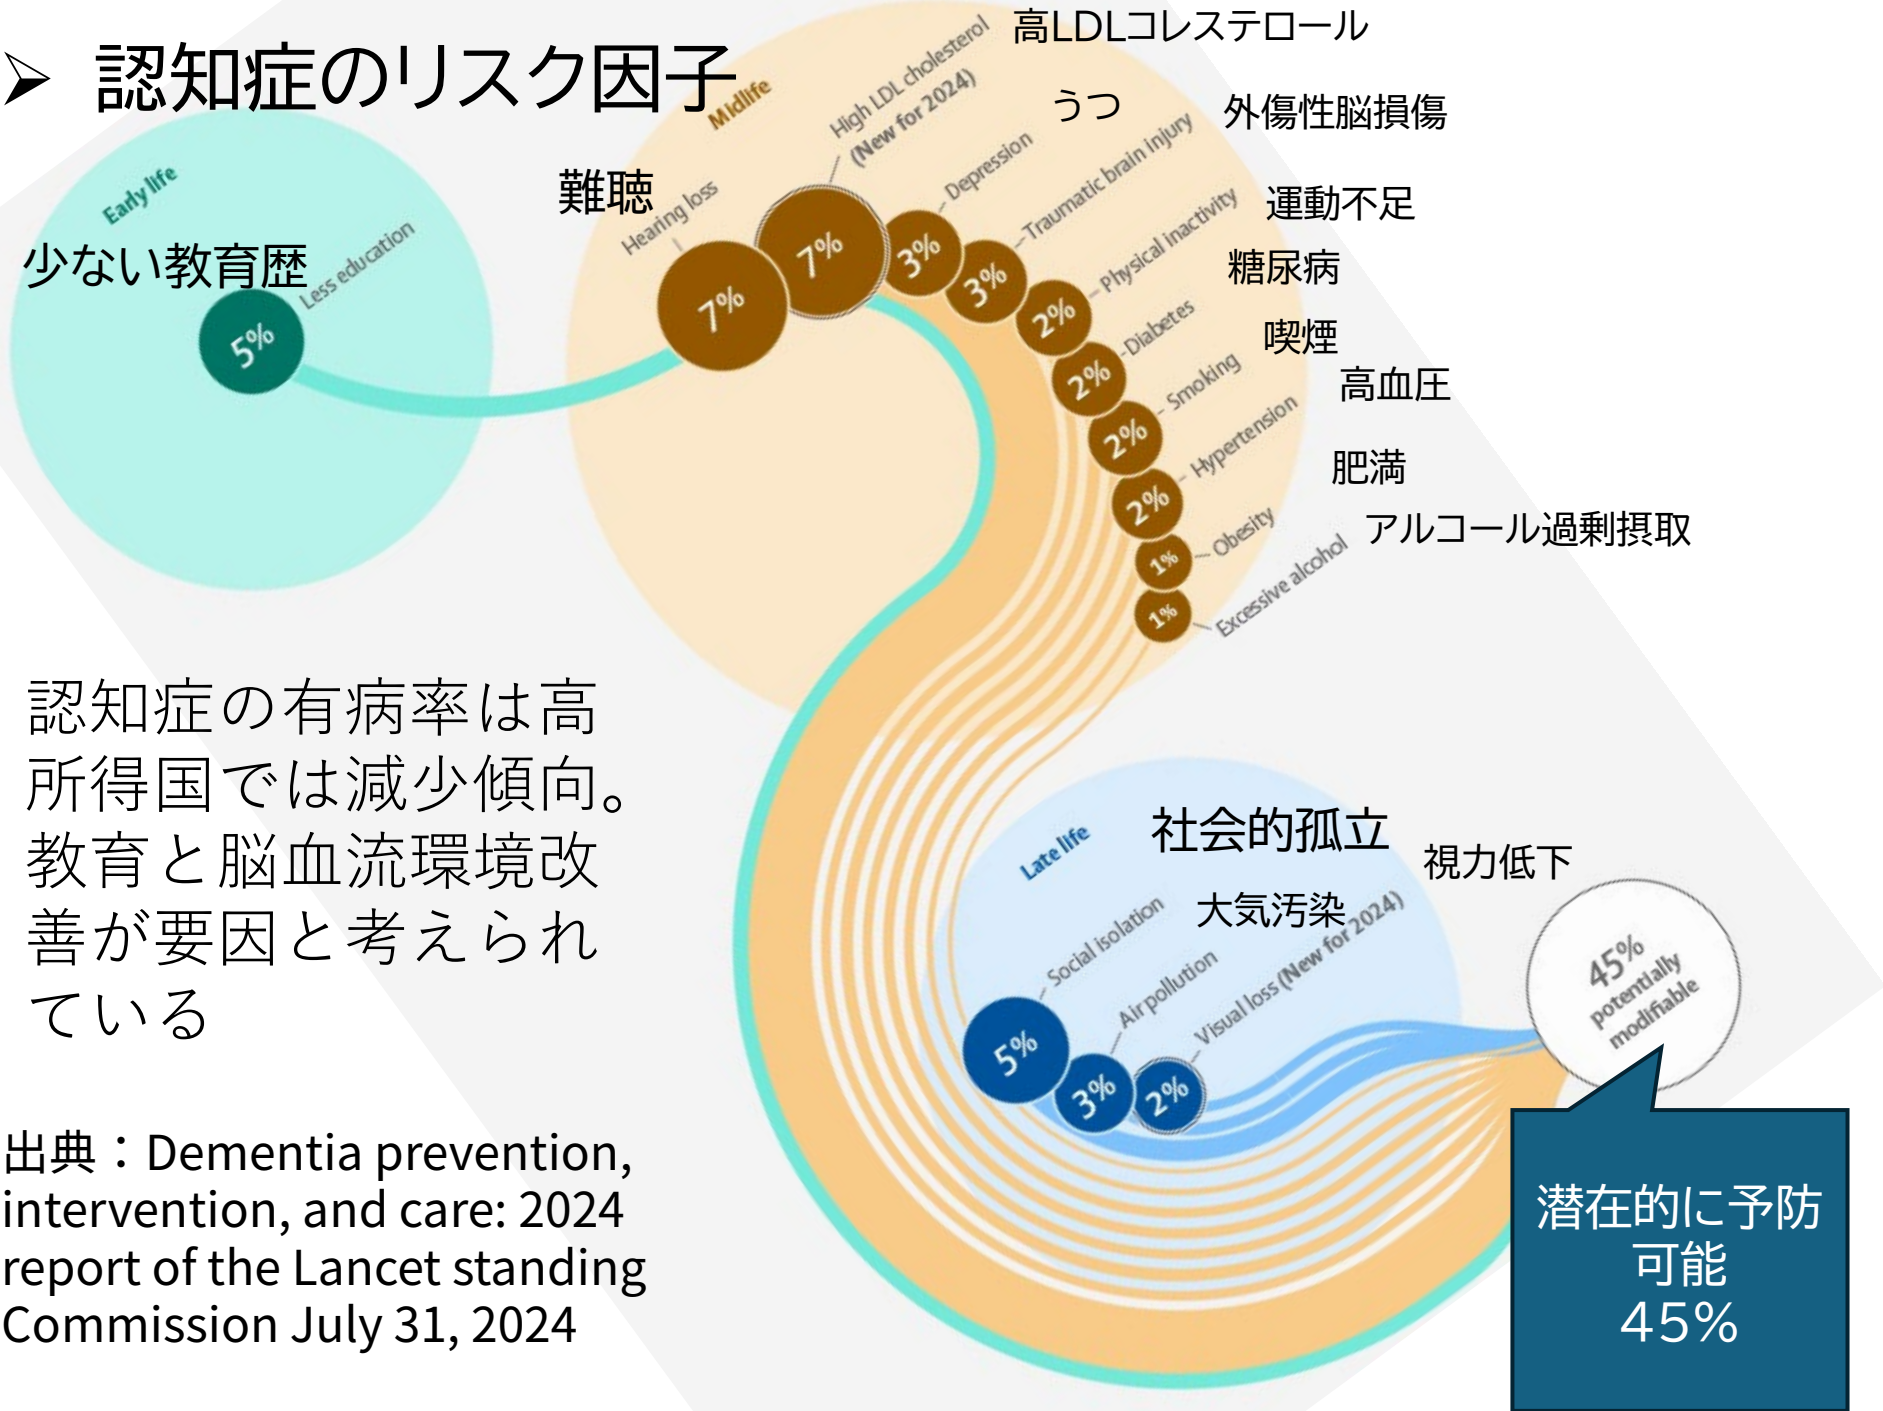 ➢ 認知症のリスク因子
Early life
少ない教育歴
Less education
5%
Midlife
難聴
Hearing loss
7%
高LDLコレステロール
High LDL cholesterol
(New for 2024)
7%
うつ
Depression
3%
外傷性脳損傷
Traumatic brain injury
3%
運動不足
Physical inactivity
2%
糖尿病
Diabetes
2%
喫煙
Smoking
2%
高血圧
Hypertension
2%
肥満
Obesity
1%
アルコール過剰摂取
Excessive alcohol
1%
認知症の有病率は高
所得国では減少傾向。
教育と脳血流環境改
善が要因と考えられ
ている
Late life
社会的孤立
Social isolation
5%
大気汚染
Air pollution
3%
視力低下
Visual loss (New for 2024)
2%
45%
potentially
modifiable
潜在的に予防
可能
45%
出典：Dementia prevention,
intervention, and care: 2024
report of the Lancet standing
Commission July 31, 2024